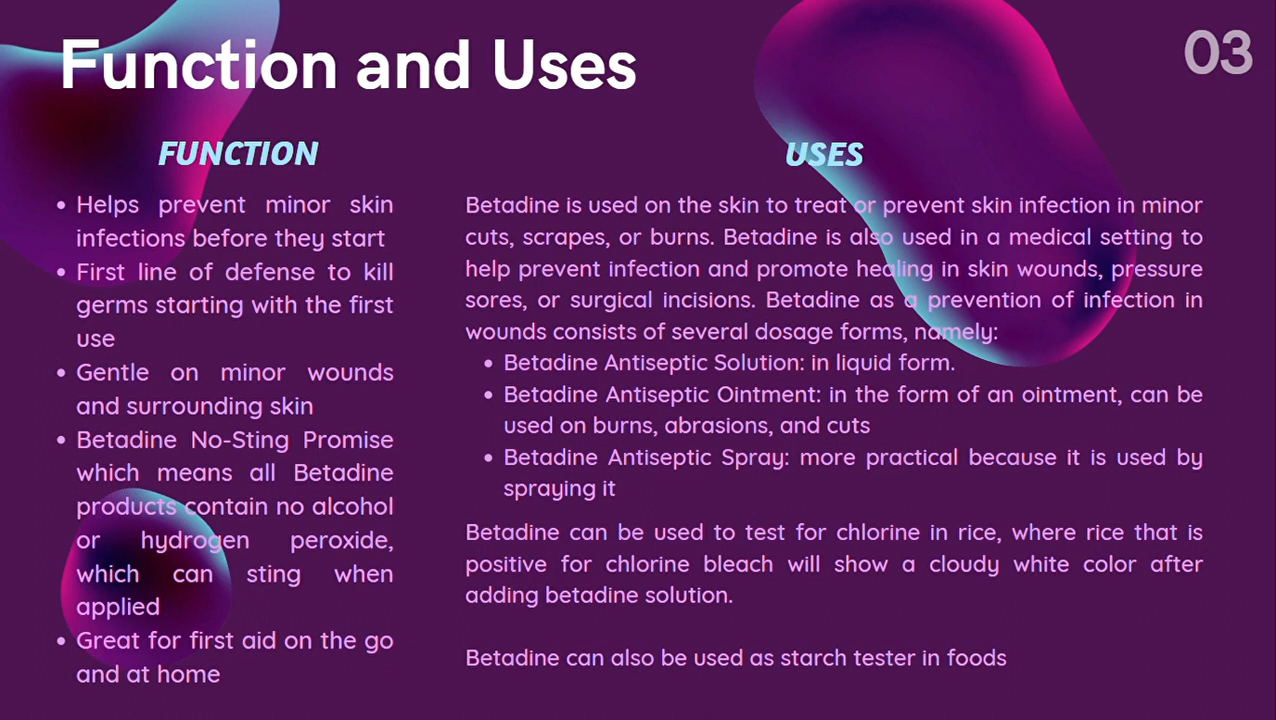 Function and Uses
03
FUNCTION
Helps prevent minor skin
infections before they start
First line of defense to kill
germs starting with the first
use
Gentle on minor wounds
and surrounding skin
Betadine No-Sting Promise
which means all Betadine
products contain no alcohol
or hydrogen peroxide,
which can sting when
applied
Great for first aid on the go
and at home
USES
Betadine is used on the skin to treat or prevent skin infection in minor
cuts, scrapes, or burns. Betadine is also used in a medical setting to
help prevent infection and promote healing in skin wounds, pressure
sores, or surgical incisions. Betadine as a prevention of infection in
wounds consists of several dosage forms, namely:
Betadine Antiseptic Solution: in liquid form.
Betadine Antiseptic Ointment: in the form of an ointment, can be
used on burns, abrasions, and cuts
Betadine Antiseptic Spray: more practical because it is used by
spraying it
Betadine can be used to test for chlorine in rice, where rice that is
positive for chlorine bleach will show a cloudy white color after
adding betadine solution.
Betadine can also be used as starch tester in foods